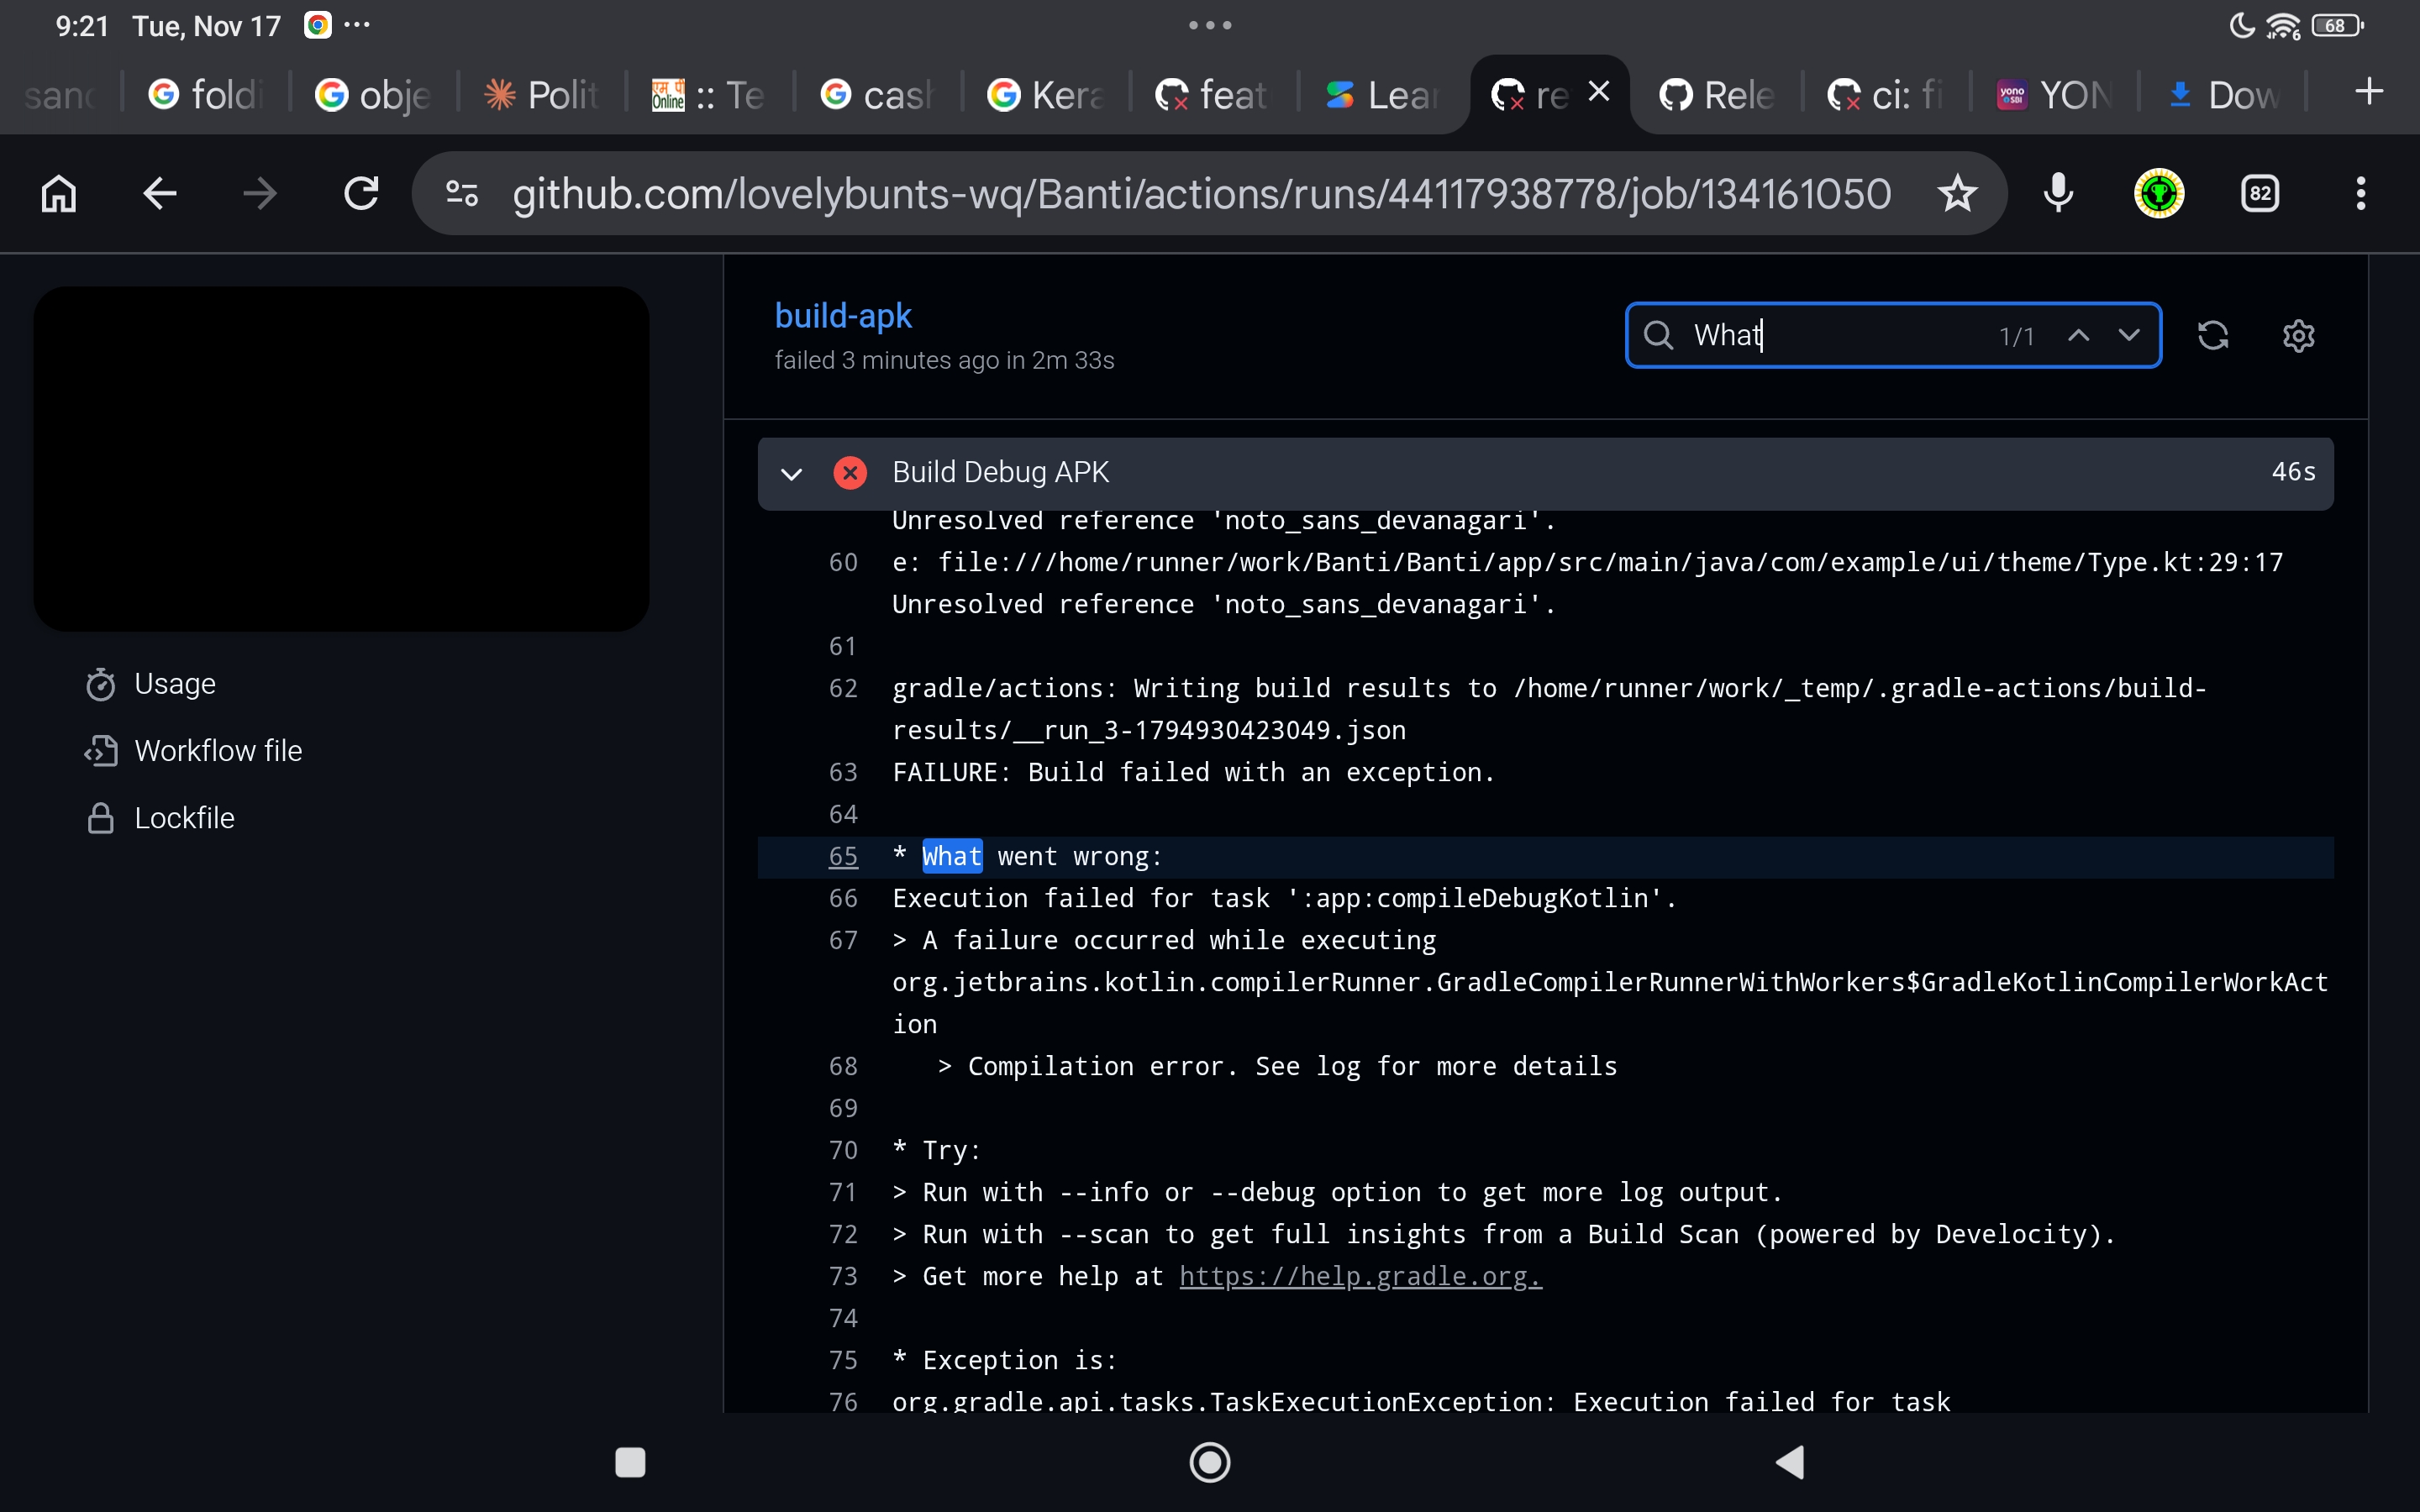 9:21 Tue, Nov 17 68
sand foldi obje Polit :: Te cash Kera feat Lear re Rele ci: fi YON Dow
github.com/lovelybunts-wq/Banti/actions/runs/44117938778/job/134161050 82
build-apk
failed 3 minutes ago in 2m 33s
What 1/1
Build Debug APK 46s
Unresolved reference 'noto_sans_devanagari'.
60 e: file:///home/runner/work/Banti/Banti/app/src/main/java/com/example/ui/theme/Type.kt:29:17
Unresolved reference 'noto_sans_devanagari'.
61
62 gradle/actions: Writing build results to /home/runner/work/_temp/.gradle-actions/build-
results/__run_3-1794930423049.json
63 FAILURE: Build failed with an exception.
64
65 * What went wrong:
66 Execution failed for task ':app:compileDebugKotlin'.
67 > A failure occurred while executing
org.jetbrains.kotlin.compilerRunner.GradleCompilerRunnerWithWorkers$GradleKotlinCompilerWorkAct
ion
68 > Compilation error. See log for more details
69
70 * Try:
71 > Run with --info or --debug option to get more log output.
72 > Run with --scan to get full insights from a Build Scan (powered by Develocity).
73 > Get more help at https://help.gradle.org.
74
75 * Exception is:
76 org.gradle.api.tasks.TaskExecutionException: Execution failed for task
Usage
Workflow file
Lockfile